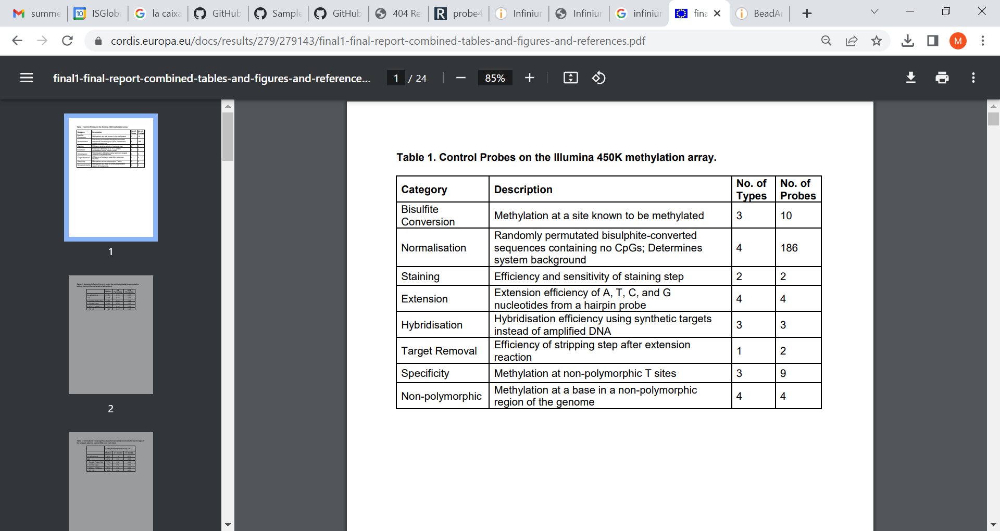 summe
10
ISGlob
la caixa
GitHub
Sample
GitHub
404 Re
R
probe4
i
Infiniur
Infiniur
infiniur
fina
i
BeadAr
cordis.europa.eu/docs/results/279/279143/final1-final-report-combined-tables-and-figures-and-references.pdf
M
final1-final-report-combined-tables-and-figures-and-reference...
1 / 24
85%
1
2
Table 1. Control Probes on the Illumina 450K methylation array.
Category
Description
No. of
Types
No. of
Probes
Bisulfite
Conversion
Methylation at a site known to be methylated
3
10
Normalisation
Randomly permutated bisulphite-converted
sequences containing no CpGs; Determines
system background
4
186
Staining
Efficiency and sensitivity of staining step
2
2
Extension
Extension efficiency of A, T, C, and G
nucleotides from a hairpin probe
4
4
Hybridisation
Hybridisation efficiency using synthetic targets
instead of amplified DNA
3
3
Target Removal
Efficiency of stripping step after extension
reaction
1
2
Specificity
Methylation at non-polymorphic T sites
3
9
Non-polymorphic
Methylation at a base in a non-polymorphic
region of the genome
4
4